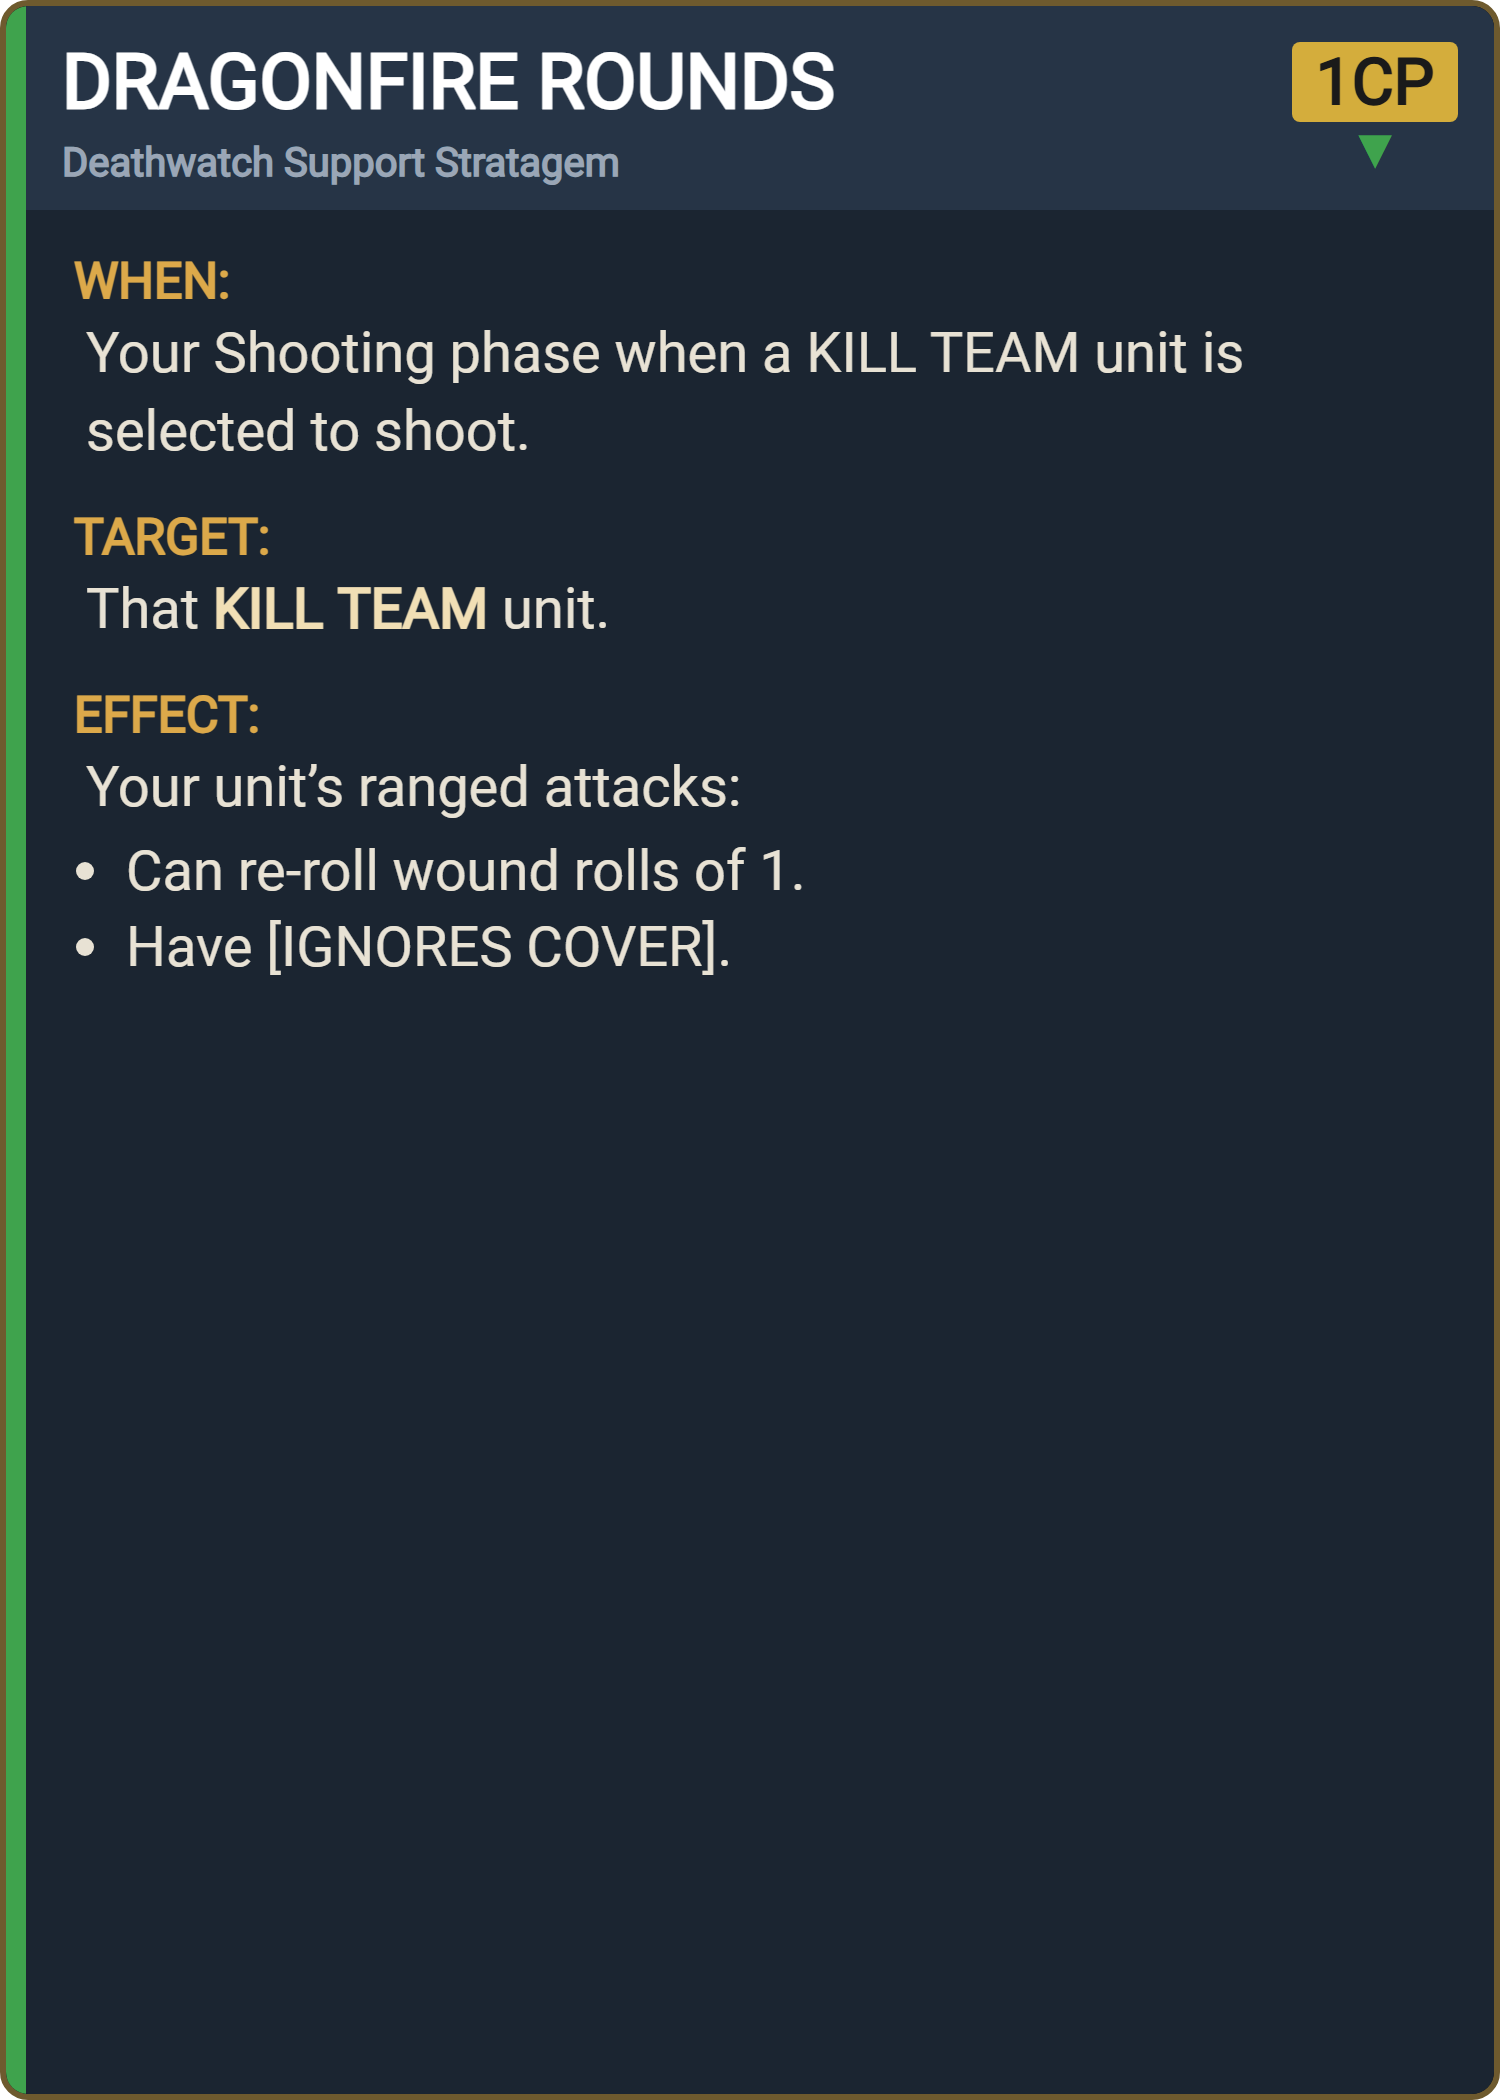 DRAGONFIRE ROUNDS
1CP
Deathwatch Support Stratagem
WHEN:
Your Shooting phase when a KILL TEAM unit is
selected to shoot.
TARGET:
That KILL TEAM unit.
EFFECT:
Your unit’s ranged attacks:
• Can re-roll wound rolls of 1.
• Have [IGNORES COVER].